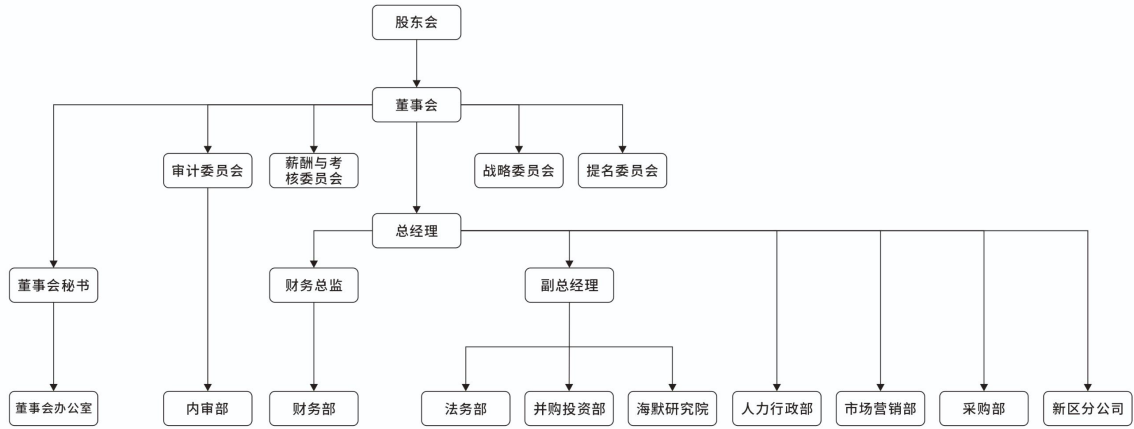 股东会
董事会
审计委员会
薪酬与考
核委员会
战略委员会
提名委员会
总经理
董事会秘书
财务总监
副总经理
董事会办公室
内审部
财务部
法务部
并购投资部
海默研究院
人力行政部
市场营销部
采购部
新区分公司